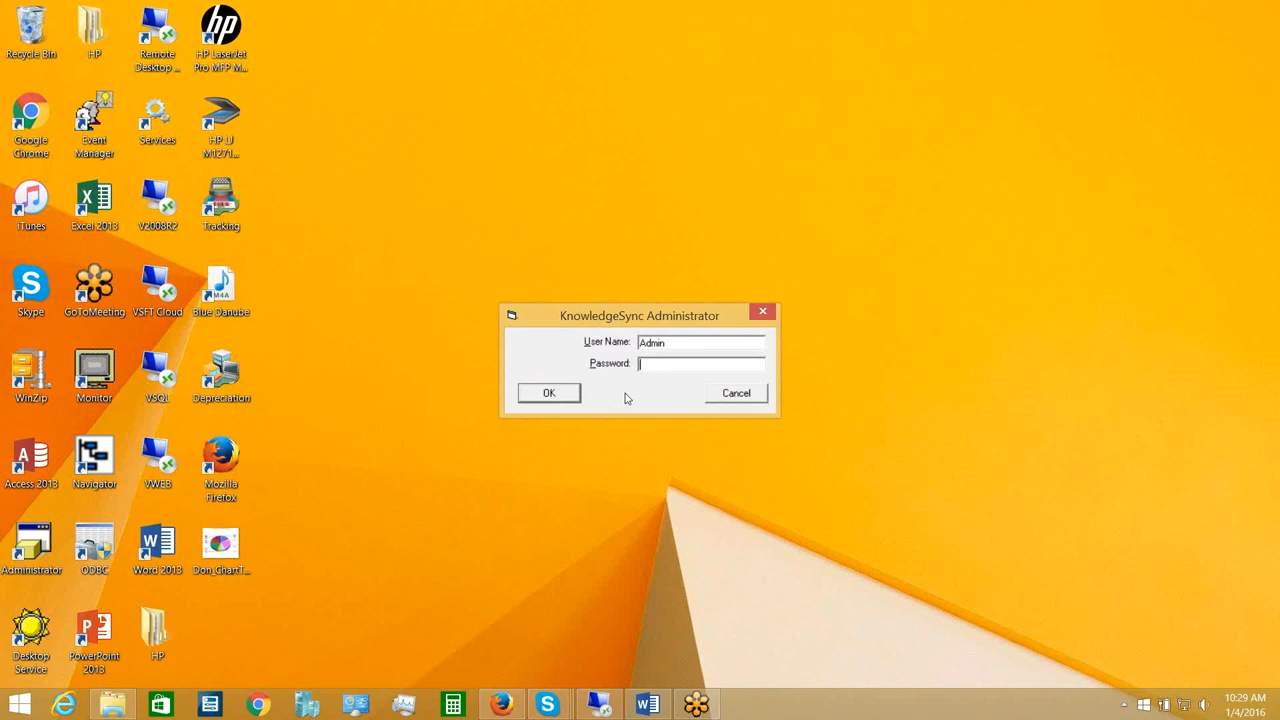 Recycle Bin
HP
Remote
Desktop ...
hp
HP LaserJet
Pro MFP M...
Google
Chrome
Event
Manager
Services
HP LJ
M1271...
iTunes
Excel 2013
V2008R2
Tracking
KnowledgeSync Administrator
User Name:
Admin
Password:
OK
Cancel
Skype
GoToMeeting
VSFT Cloud
M4A
Blue Danube
WinZip
Monitor
VSQL
Depreciation
Access 2013
Navigator
VWEB
Mozilla
Firefox
Administrator
ODBC
Word 2013
Don_ChartT...
Desktop
Service
PowerPoint
2013
HP
10:29 AM
1/4/2016